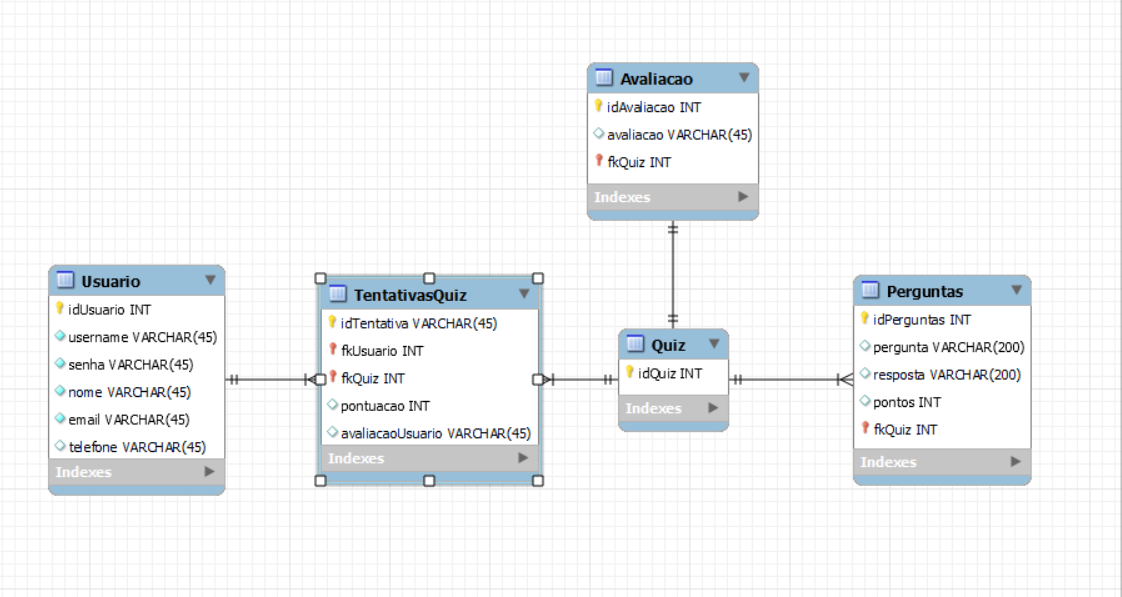 Avaliacao
idAvaliacao INT
avaliacao VARCHAR(45)
fkQuiz INT
Indexes
Usuario
idUsuario INT
username VARCHAR(45)
senha VARCHAR(45)
nome VARCHAR(45)
email VARCHAR(45)
telefone VARCHAR(45)
Indexes
TentativasQuiz
idTentativa VARCHAR(45)
fkUsuario INT
fkQuiz INT
pontuacao INT
avaliacaoUsuario VARCHAR(45)
Indexes
Quiz
idQuiz INT
Indexes
Perguntas
idPerguntas INT
pergunta VARCHAR(200)
resposta VARCHAR(200)
pontos INT
fkQuiz INT
Indexes